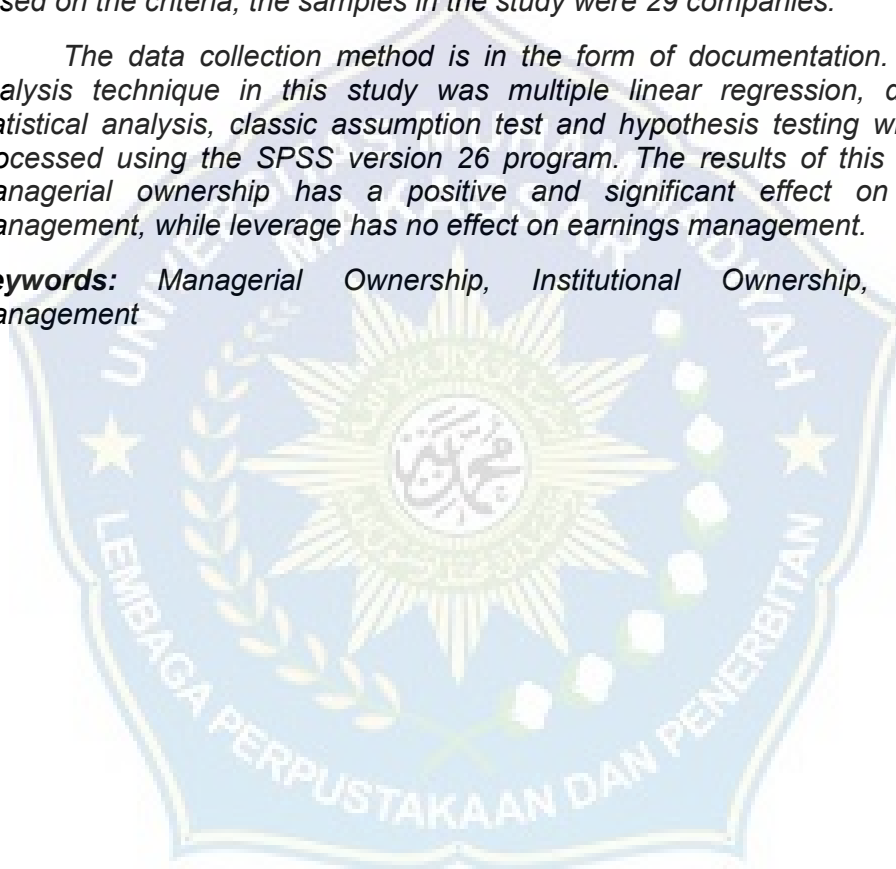 sed on the criteria, the samples in the study were 29 companies.
The data collection method is in the form of documentation.
alysis technique in this study was multiple linear regression, d
atistical analysis, classic assumption test and hypothesis testing w
ocessed using the SPSS version 26 program. The results of this
anagerial ownership has a positive and significant effect on
anagement, while leverage has no effect on earnings management.
eywords: Managerial Ownership, Institutional Ownership,
anagement
UNIVERSITAS MUHAMMADIYAH
MAKASSAR
LEMBAGA PERPUSTAKAAN DAN PENERBITAN